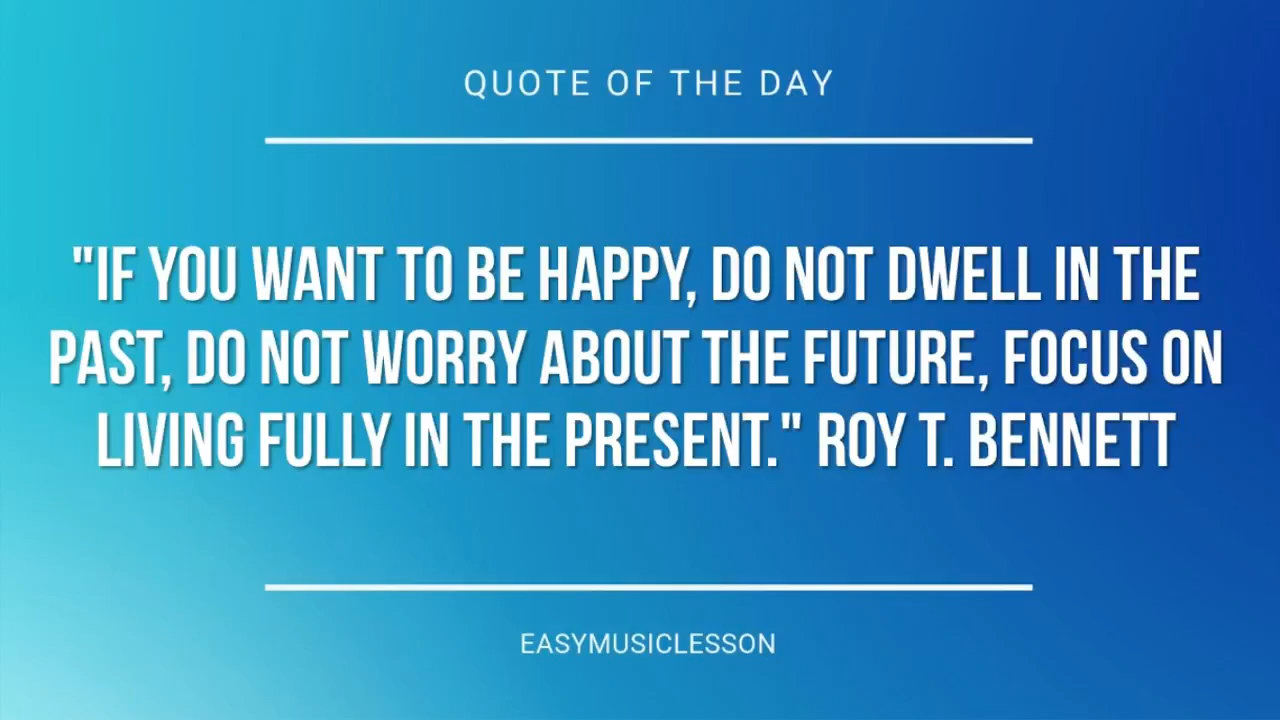 QUOTE OF THE DAY
"IF YOU WANT TO BE HAPPY, DO NOT DWELL IN THE
PAST, DO NOT WORRY ABOUT THE FUTURE, FOCUS ON
LIVING FULLY IN THE PRESENT." ROY T. BENNETT
EASYMUSICLESSON